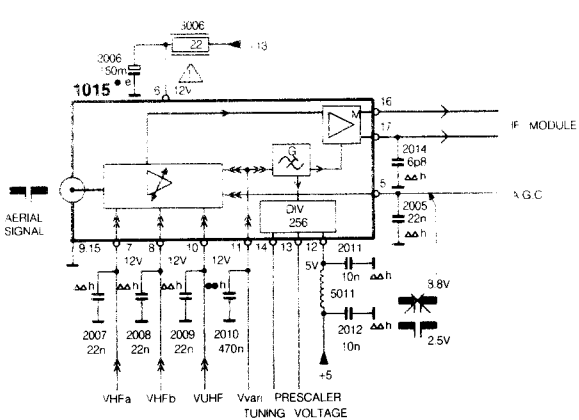 3006
22
+13
2006
150m
e
1015
6
12V
16
M
17
IF MODULE
2014
6p8
h
G
5
A.G.C
2005
22n
h
DIV
256
AERIAL
SIGNAL
9.15
7
8
10
11
14
13
12
2011
12V
12V
12V
5V
10n
h
h
h
h
h
5011
3.8V
2007
22n
2008
22n
2009
22n
2010
470n
2012
10n
h
2.5V
+5
VHFa
VHFb
VUHF
Vvari
PRESCALER
TUNING VOLTAGE